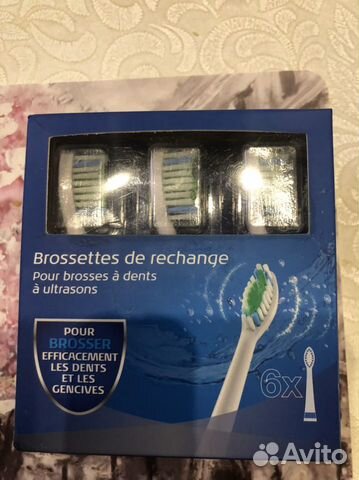 Brossettes de rechange
Pour brosses à dents
à ultrasons
POUR
BROSSER
EFFICACEMENT
LES DENTS
ET LES
GENCIVES
6x
Avito